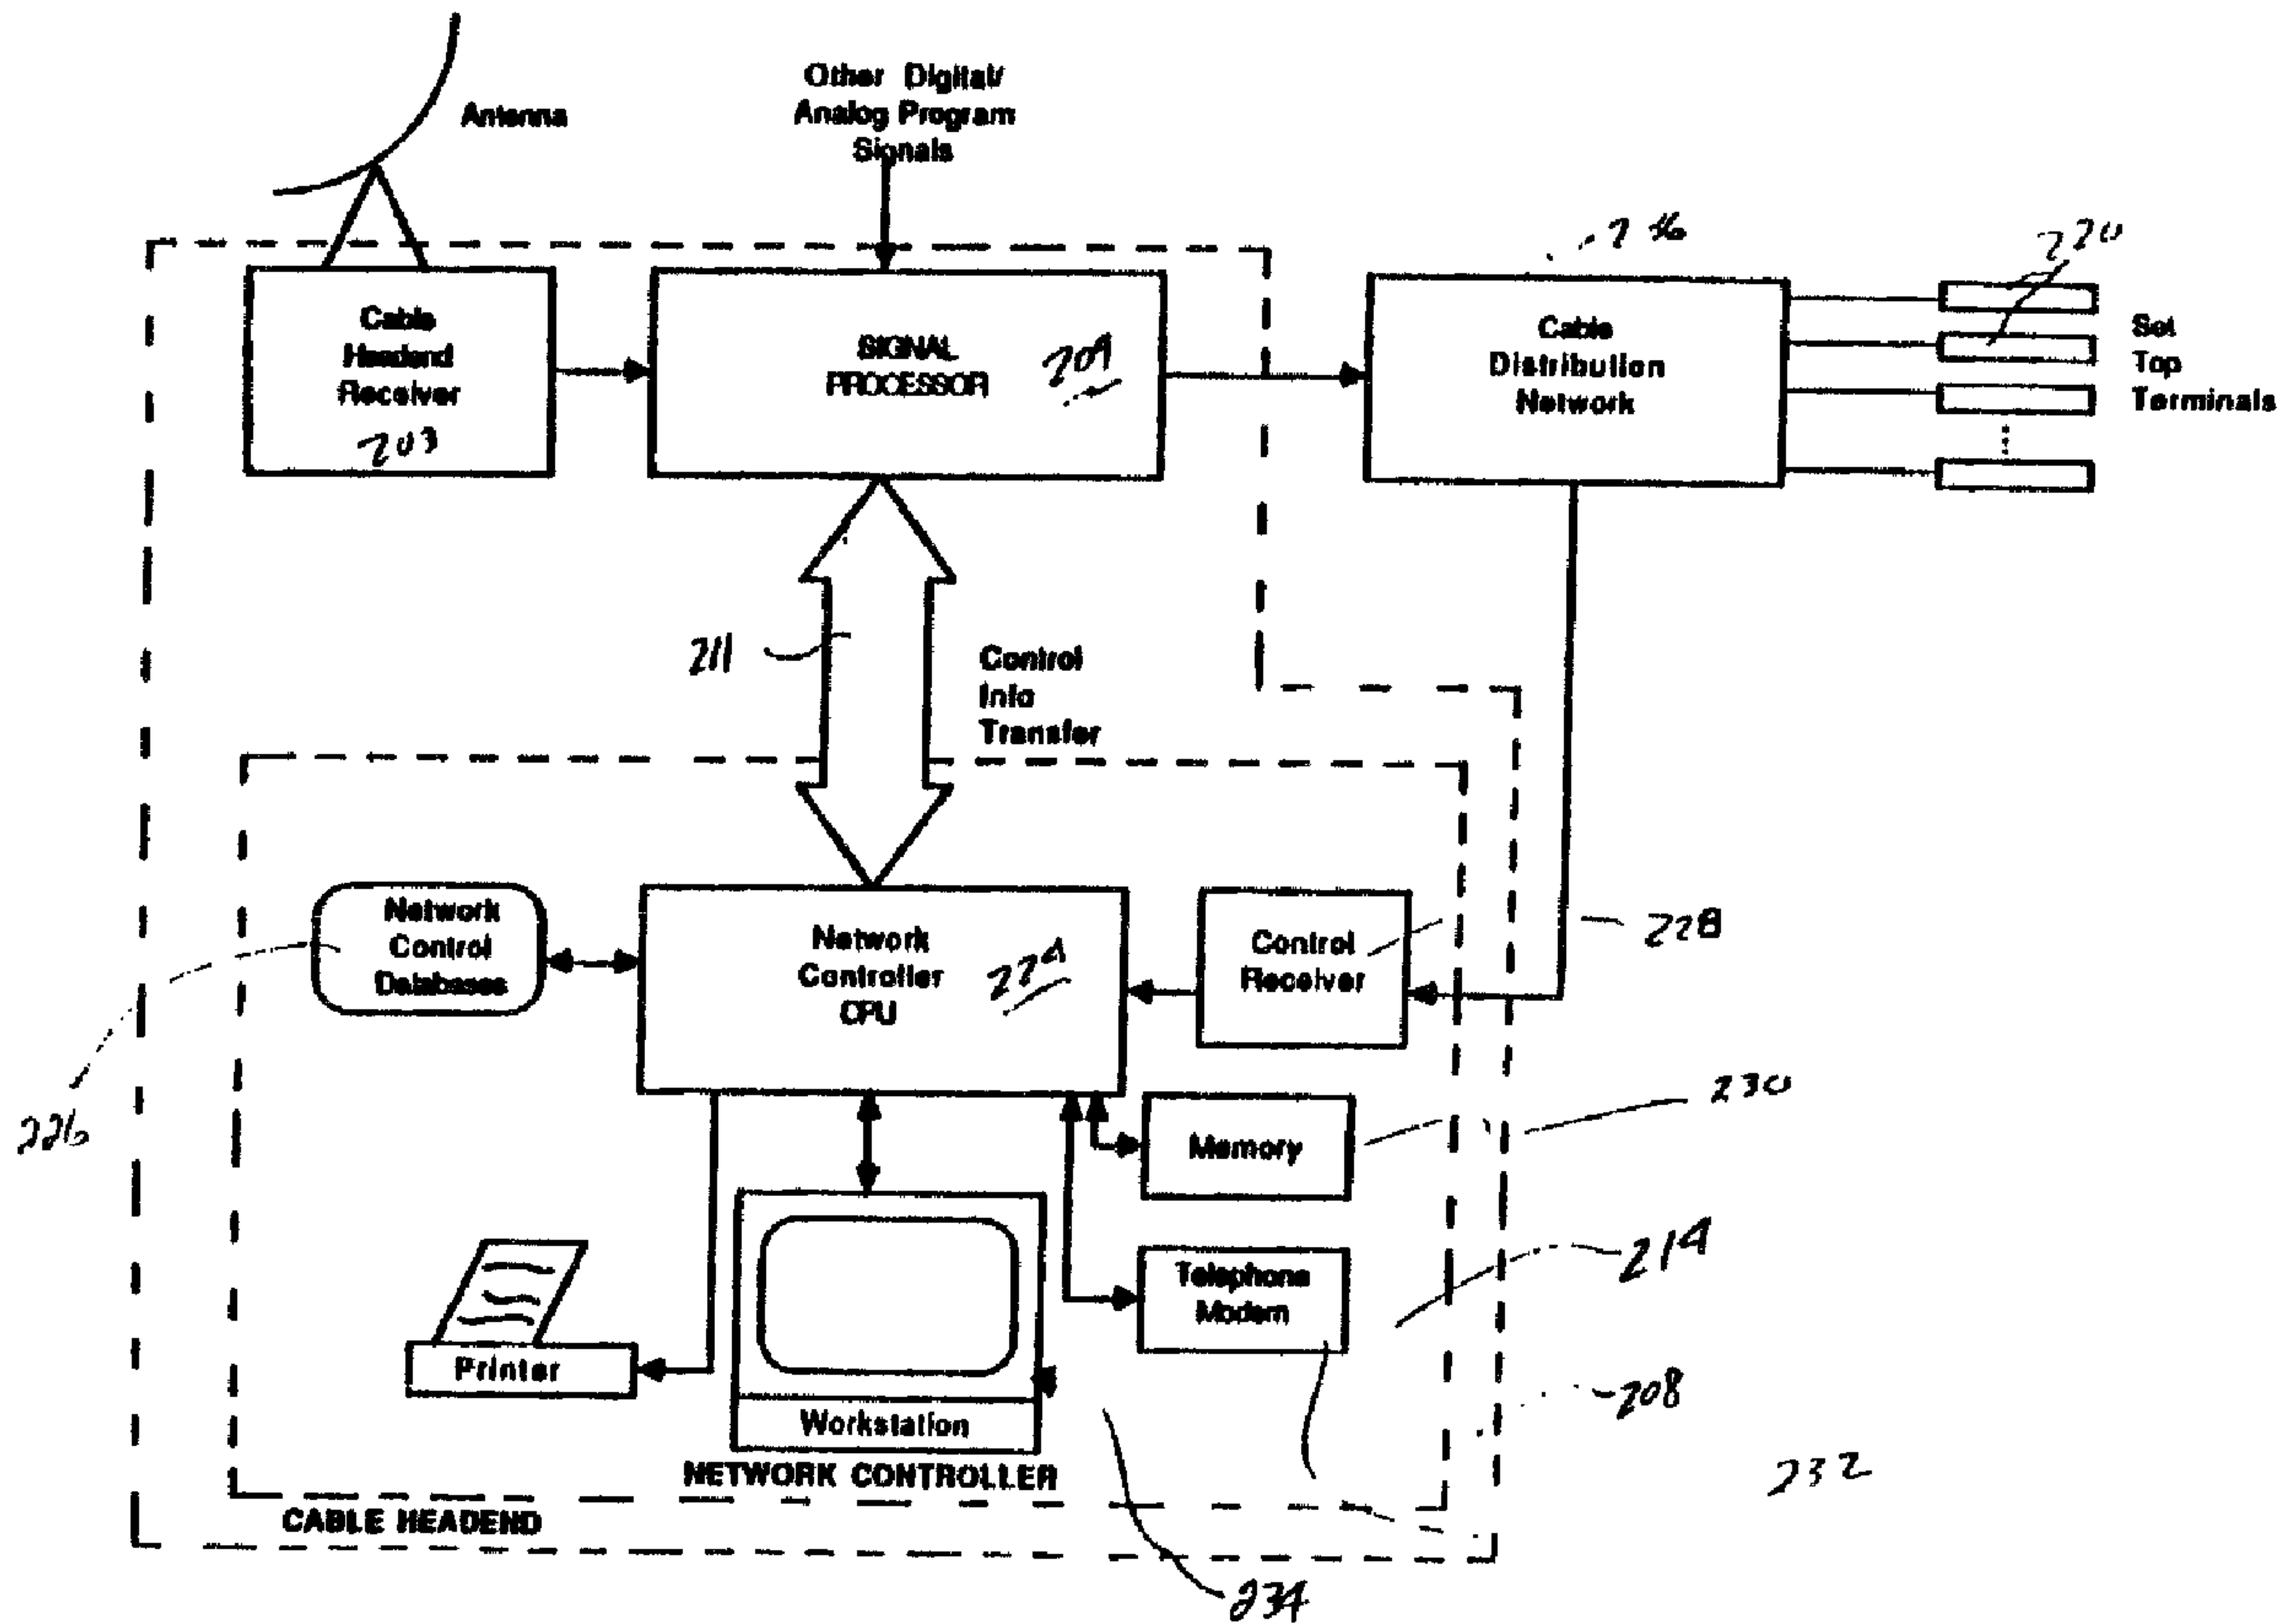 Antenna
Other Digital/
Analog Program
Signals
Cable
Headend
Receiver
203
SIGNAL
PROCESSOR
209
Cable
Distribution
Network
220
Set
Top
Terminals
211
Control
Info
Transfer
Network
Control
Databases
226
Network
Controller
CPU
224
Control
Receiver
228
Memory
230
Telephone
Modem
214
208
232
Printer
Workstation
NETWORK CONTROLLER
CABLE HEADEND
234